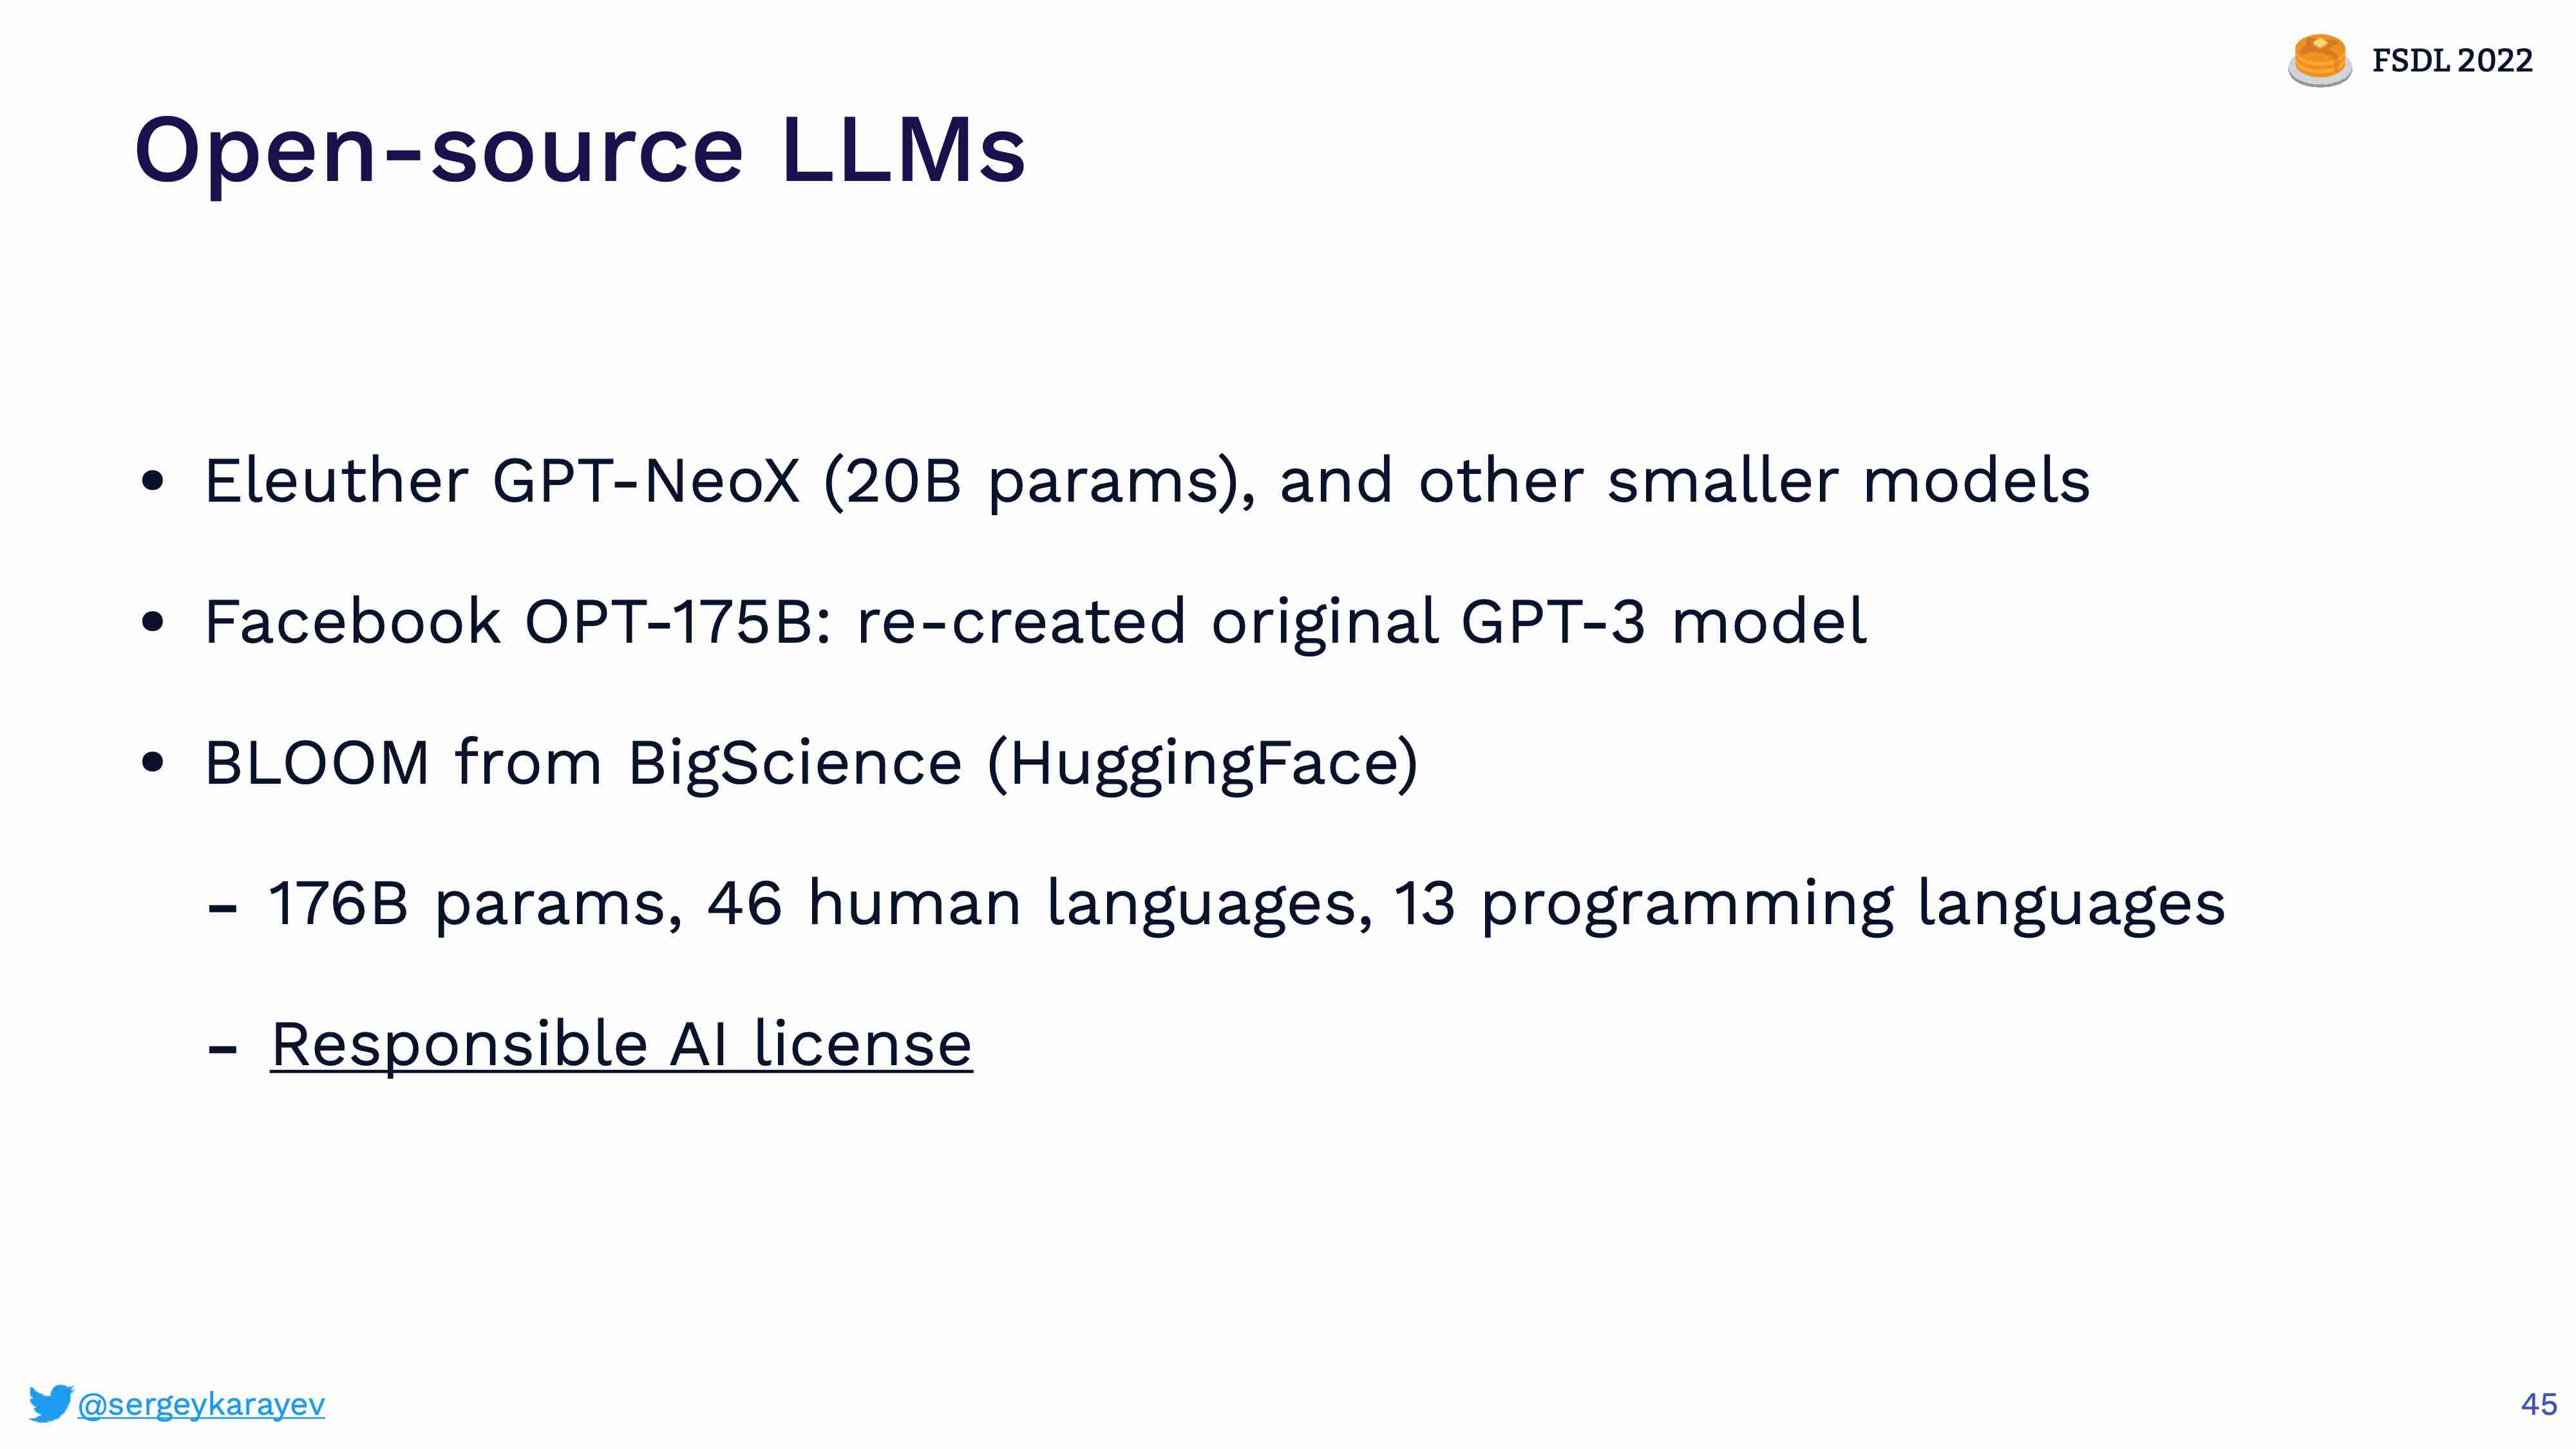 FSDL 2022
Open-source LLMs
• Eleuther GPT-NeoX (20B params), and other smaller models
• Facebook OPT-175B: re-created original GPT-3 model
• BLOOM from BigScience (HuggingFace)
- 176B params, 46 human languages, 13 programming languages
- Responsible AI license
@sergeykarayev
45